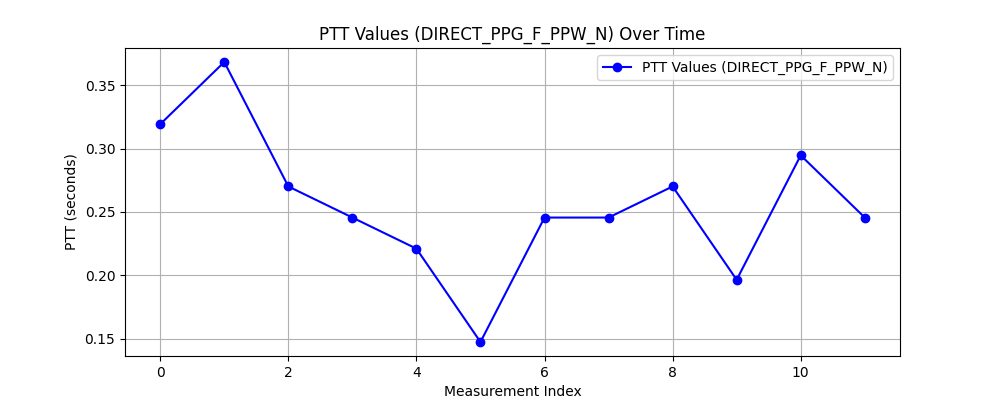 PTT Values (DIRECT_PPG_F_PPW_N) Over Time
PTT Values (DIRECT_PPG_F_PPW_N)
PTT (seconds)
0.35
0.30
0.25
0.20
0.15
0 2 4 6 8 10
Measurement Index